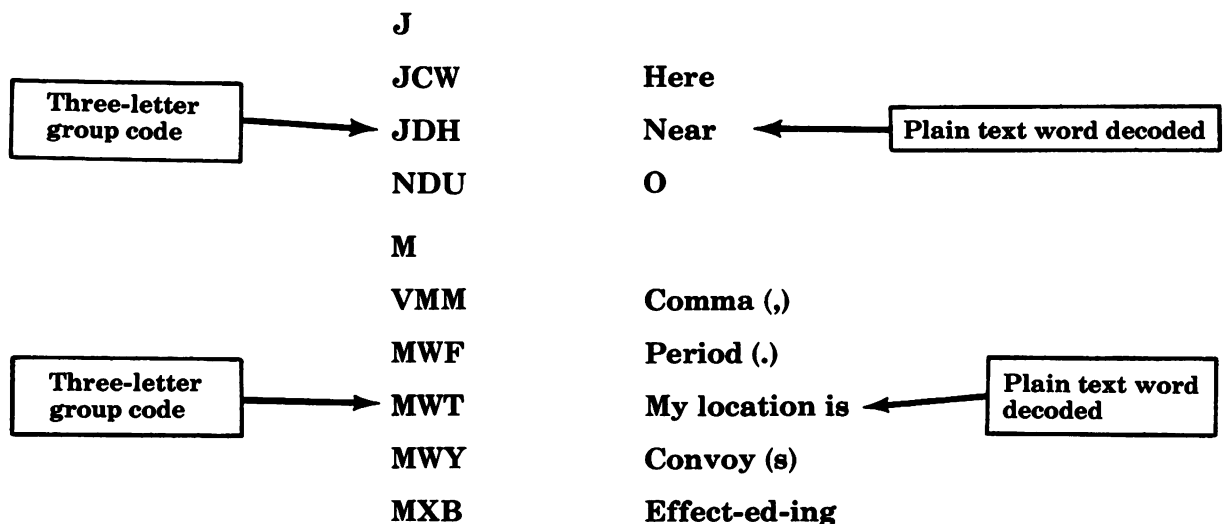 J
JCW Here
Three-letter
group code
JDH Near
Plain text word decoded
NDU O
M
VMM Comma (,)
MWF Period (.)
Three-letter
group code
MWT My location is
Plain text word
decoded
MWY Convoy (s)
MXB Effect-ed-ing